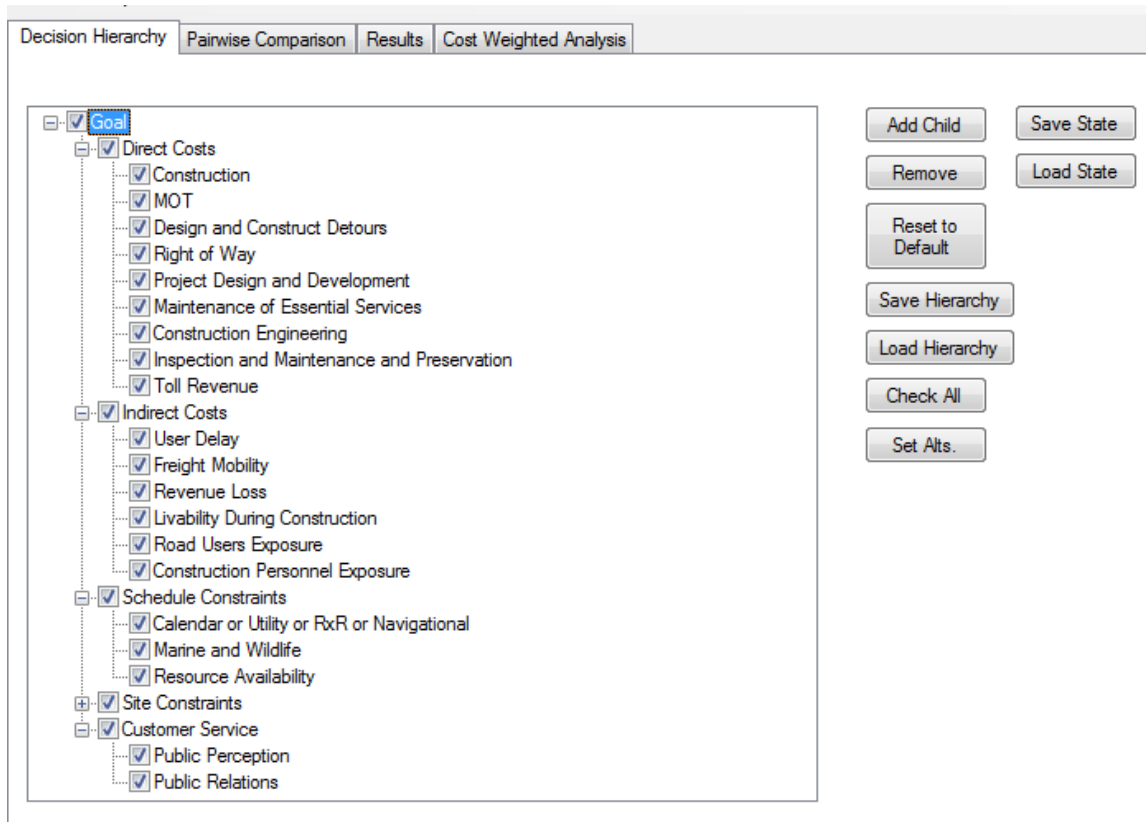 Decision Hierarchy Pairwise Comparison Results Cost Weighted Analysis
Goal
Direct Costs
Construction
MOT
Design and Construct Detours
Right of Way
Project Design and Development
Maintenance of Essential Services
Construction Engineering
Inspection and Maintenance and Preservation
Toll Revenue
Indirect Costs
User Delay
Freight Mobility
Revenue Loss
Livability During Construction
Road Users Exposure
Construction Personnel Exposure
Schedule Constraints
Calendar or Utility or RxR or Navigational
Marine and Wildlife
Resource Availability
Site Constraints
Customer Service
Public Perception
Public Relations
Add Child Save State
Remove Load State
Reset to
Default
Save Hierarchy
Load Hierarchy
Check All
Set Alts.